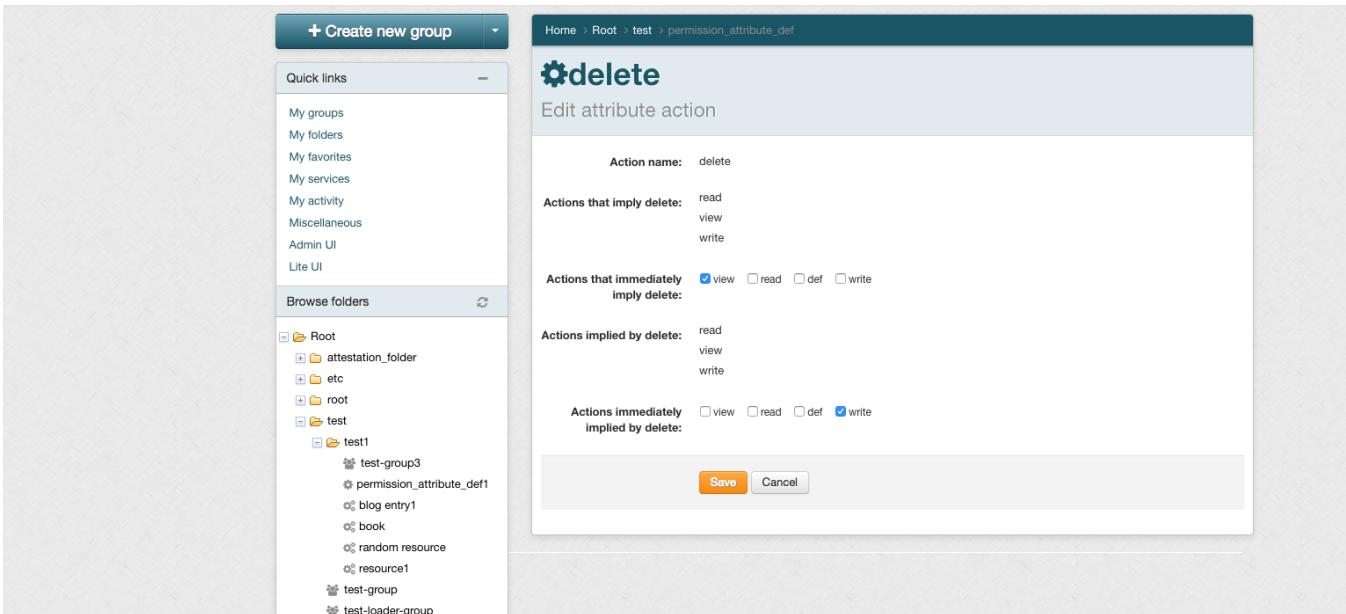 + Create new group
Quick links
My groups
My folders
My favorites
My services
My activity
Miscellaneous
Admin UI
Lite UI
Browse folders
Root
attestation_folder
etc
root
test
test1
test-group3
permission_attribute_def1
blog entry1
book
random resource
resource1
test-group
test-loader-group
Home > Root > test > permission_attribute_def
delete
Edit attribute action
Action name: delete
Actions that imply delete: read
view
write
Actions that immediately view read def write
imply delete:
Actions implied by delete: read
view
write
Actions immediately view read def write
implied by delete:
Save Cancel